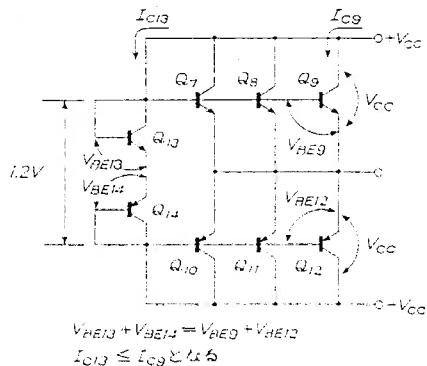 I_C13
I_C9
+V_CC
Q_7
Q_8
Q_9
V_CC
V_BE9
1.2V
Q_13
V_BE13
V_BE14
Q_14
V_BE12
V_CC
Q_10
Q_11
Q_12
-V_CC
V_BE13+V_BE14=V_BE9+V_BE12
I_C13≤I_C9となる